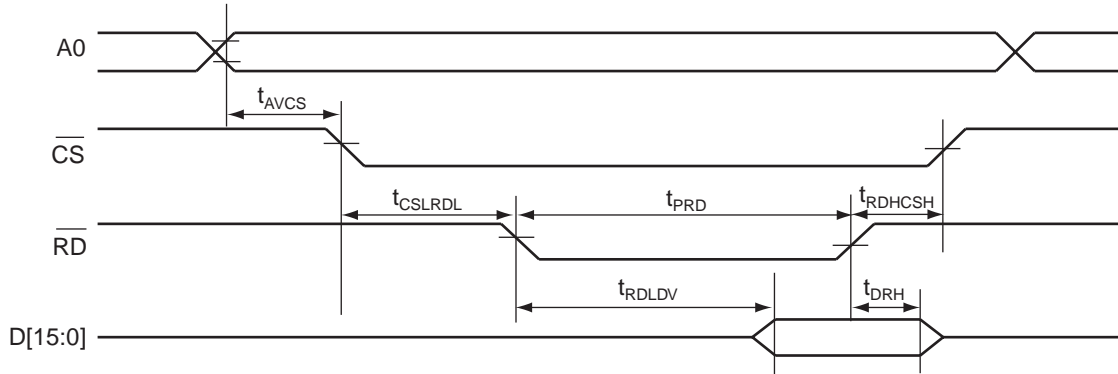 A0
tAVCS
CS
tCSLRDL
tPRD
tRDHCSH
RD
tRDLDV
tDRH
D[15:0]